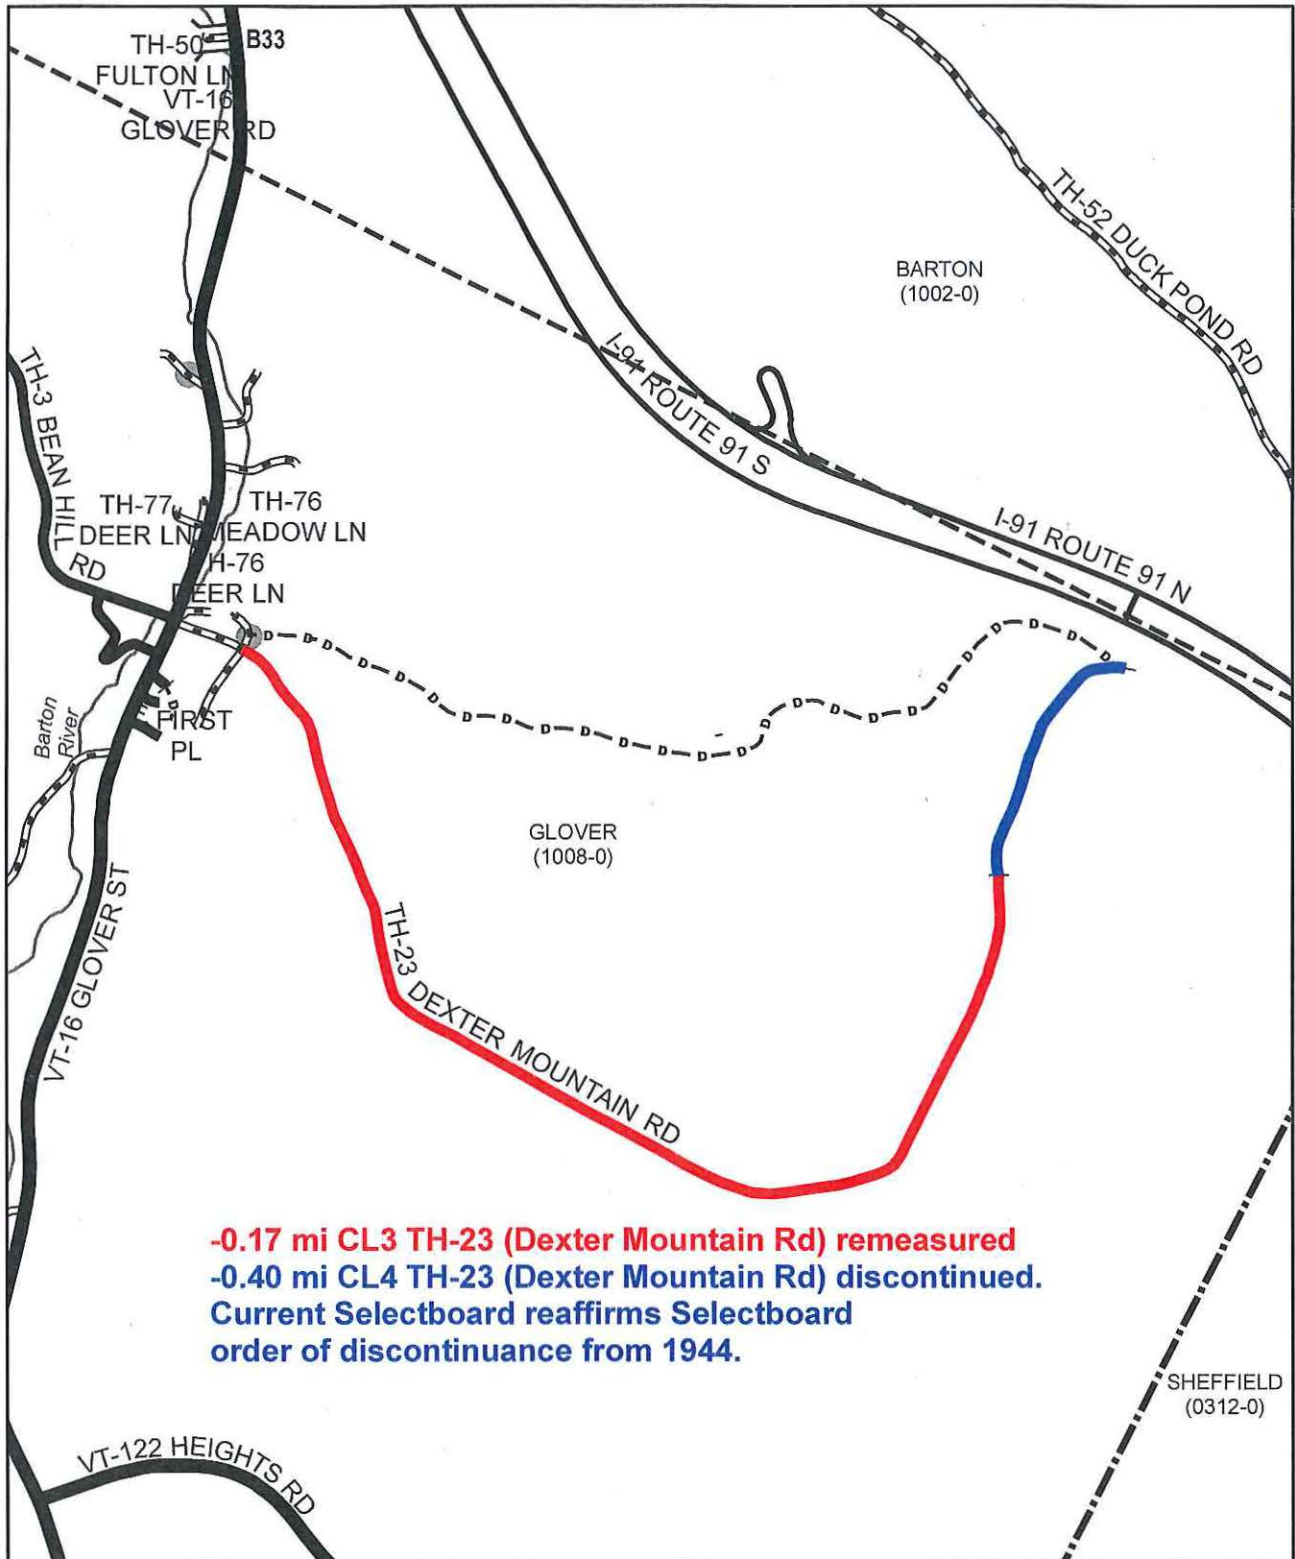 TH-50
B33
FULTON LN
VT-16
GLOVER RD
TH-52 DUCK POND RD
BARTON
(1002-0)
I-91 ROUTE 91 S
TH-3 BEAN HILL
RD
TH-77
DEER LN
TH-76
MEADOW LN
H-76
DEER LN
I-91 ROUTE 91 N
D D D D D D D D D D D D D D D D D D D D D D
Barton
River
FIRST
PL
GLOVER
(1008-0)
VT-16 GLOVER ST
TH-23 DEXTER MOUNTAIN RD
-0.17 mi CL3 TH-23 (Dexter Mountain Rd) remeasured
-0.40 mi CL4 TH-23 (Dexter Mountain Rd) discontinued.
Current Selectboard reaffirms Selectboard
order of discontinuance from 1944.
SHEFFIELD
(0312-0)
VT-122 HEIGHTS RD